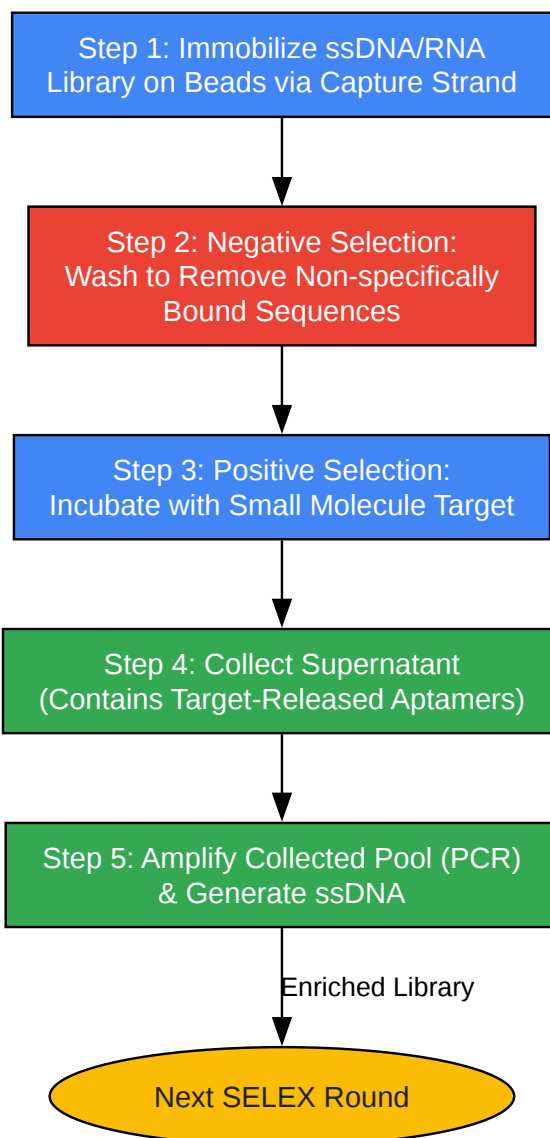 Step 1: Immobilize ssDNA/RNA
Library on Beads via Capture Strand
Step 2: Negative Selection:
Wash to Remove Non-specifically
Bound Sequences
Step 3: Positive Selection:
Incubate with Small Molecule Target
Step 4: Collect Supernatant
(Contains Target-Released Aptamers)
Step 5: Amplify Collected Pool (PCR)
& Generate ssDNA
Enriched Library
Next SELEX Round